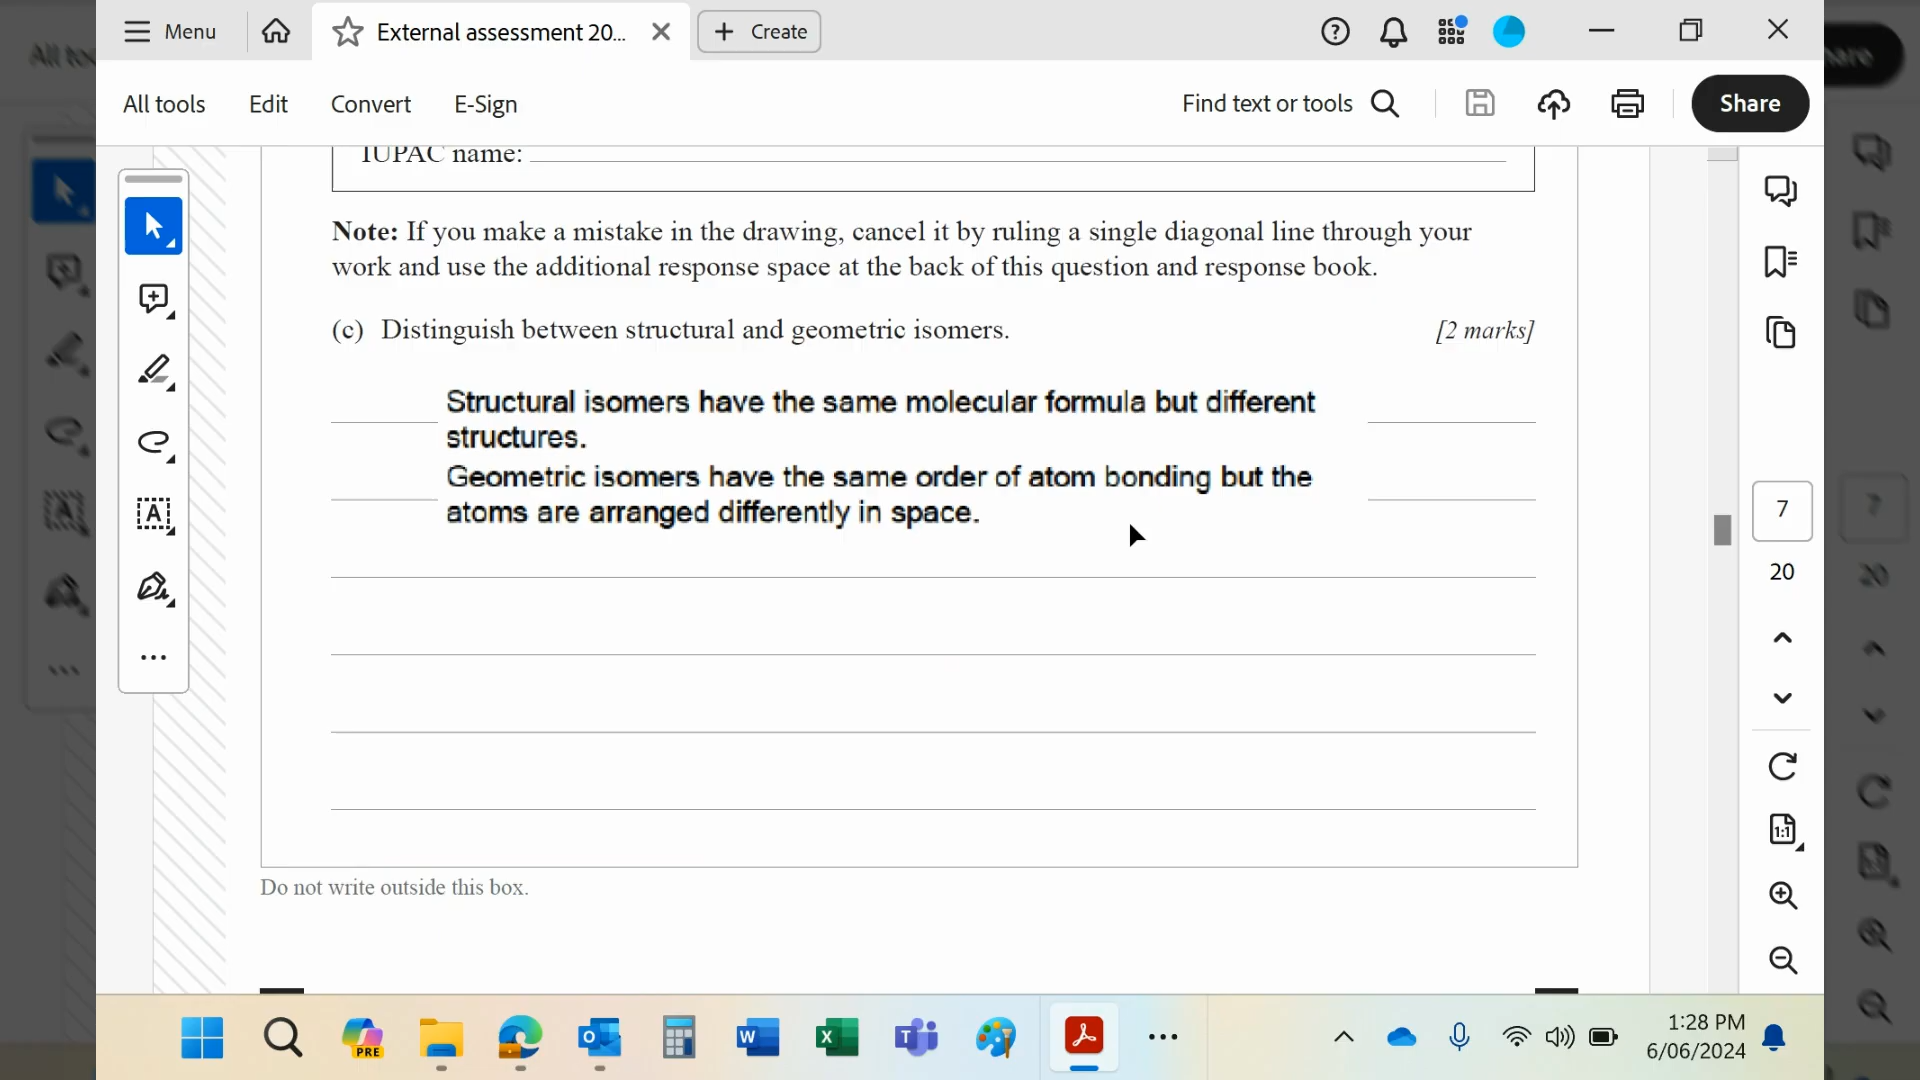 Menu
External assessment 20...
Create
All tools
Edit
Convert
E-Sign
Find text or tools
Share
IUPAC name:
Note: If you make a mistake in the drawing, cancel it by ruling a single diagonal line through your
work and use the additional response space at the back of this question and response book.
(c) Distinguish between structural and geometric isomers. [2 marks]
Structural isomers have the same molecular formula but different
structures.
Geometric isomers have the same order of atom bonding but the
atoms are arranged differently in space.
7
20
1:1
Do not write outside this box.
PRE
1:28 PM
6/06/2024